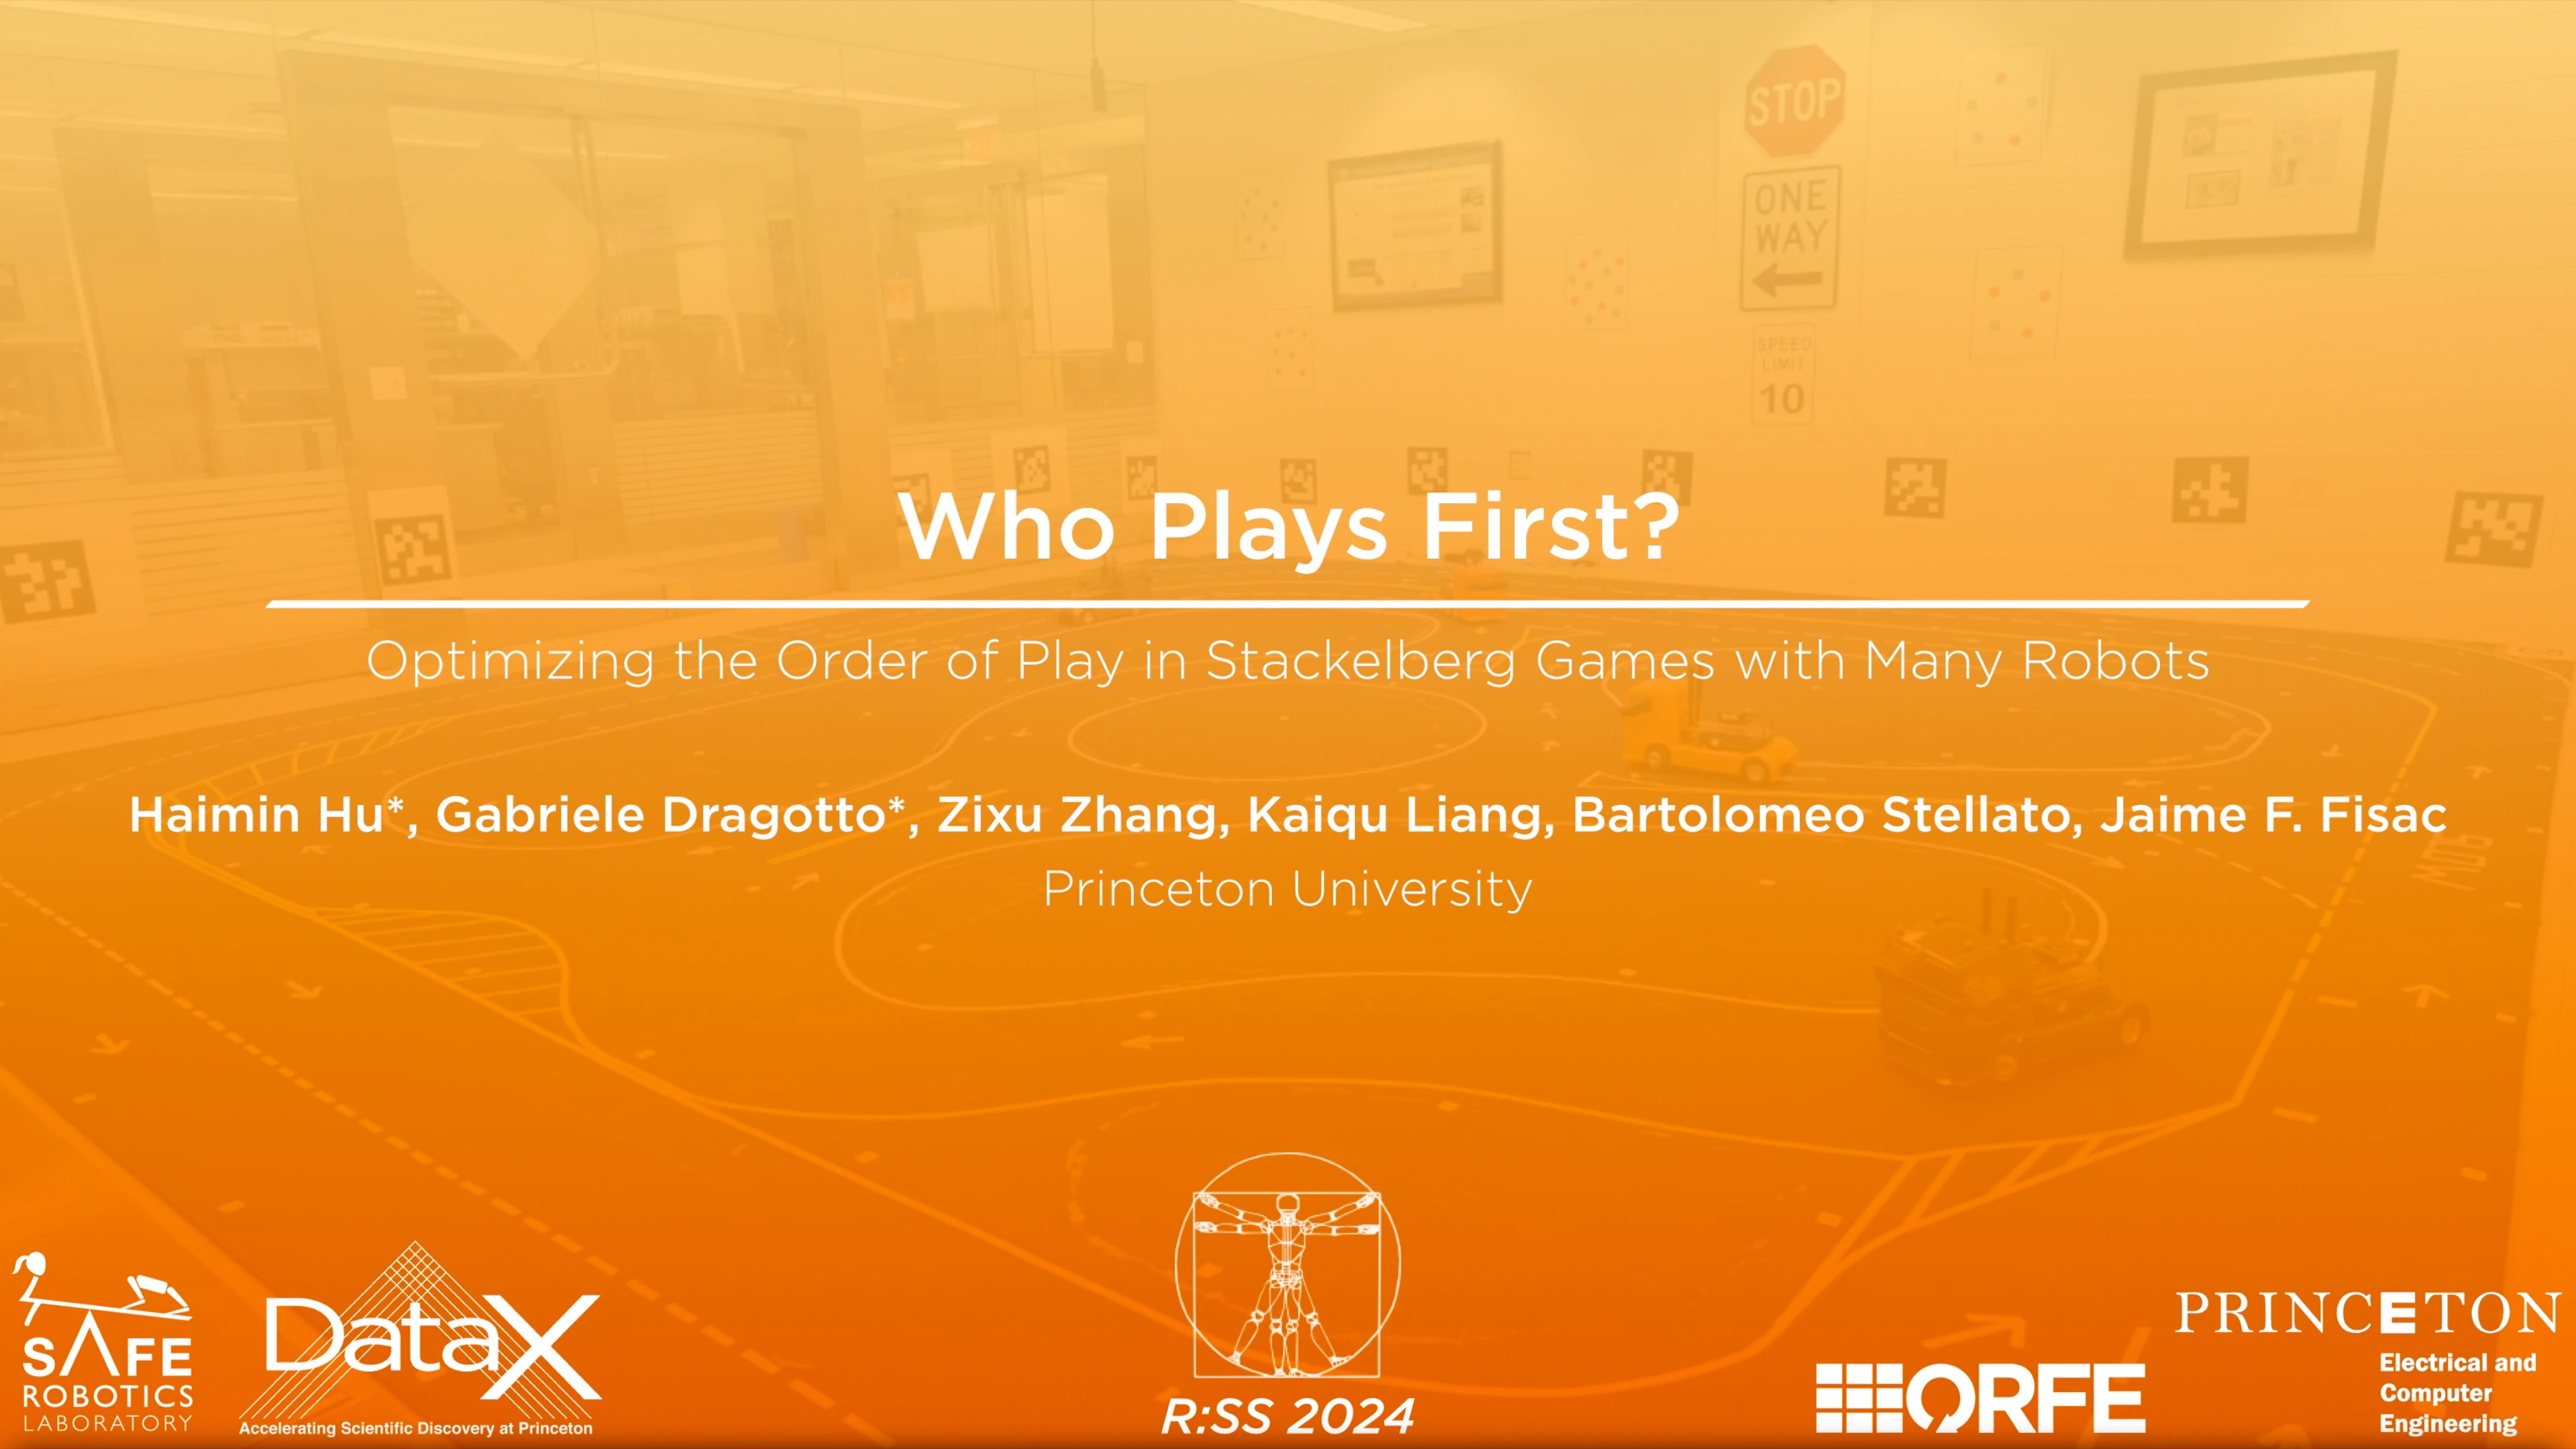 STOP
ONE
WAY
SPEED
LIMIT
10
Who Plays First?
Optimizing the Order of Play in Stackelberg Games with Many Robots
Haimin Hu*, Gabriele Dragotto*, Zixu Zhang, Kaiqu Liang, Bartolomeo Stellato, Jaime F. Fisac
Princeton University
SAFE
ROBOTICS
LABORATORY
DataX
Accelerating Scientific Discovery at Princeton
R:SS 2024
ORFE
PRINCETON
Electrical and
Computer
Engineering